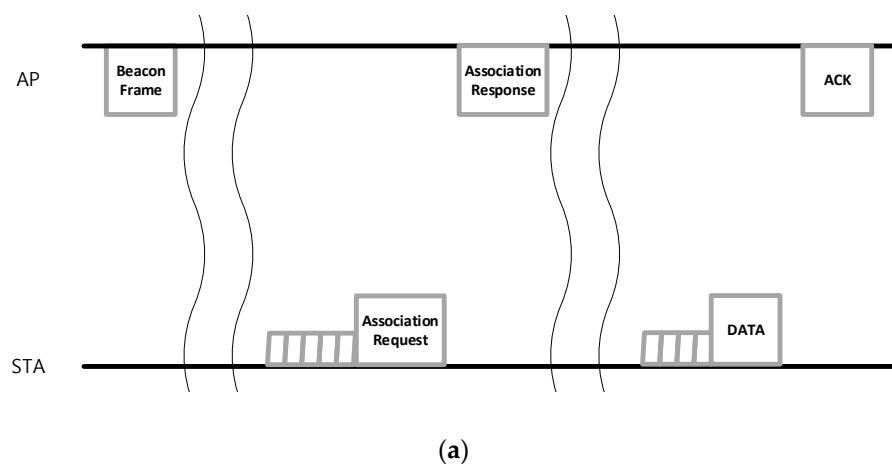 AP
Beacon
Frame
Association
Response
ACK
STA
Association
Request
DATA
(a)